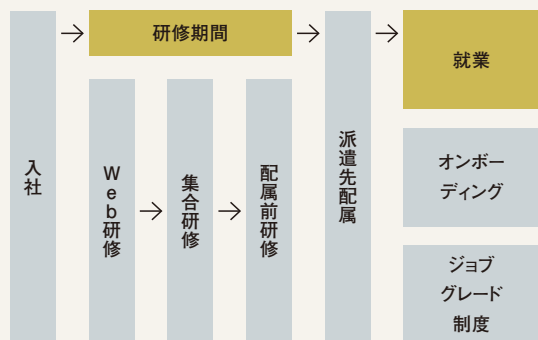 入社
研修期間
Web研修
集合研修
配属前研修
派遣先配属
就業
オンボー
ディング
ジョブ
グレード
制度